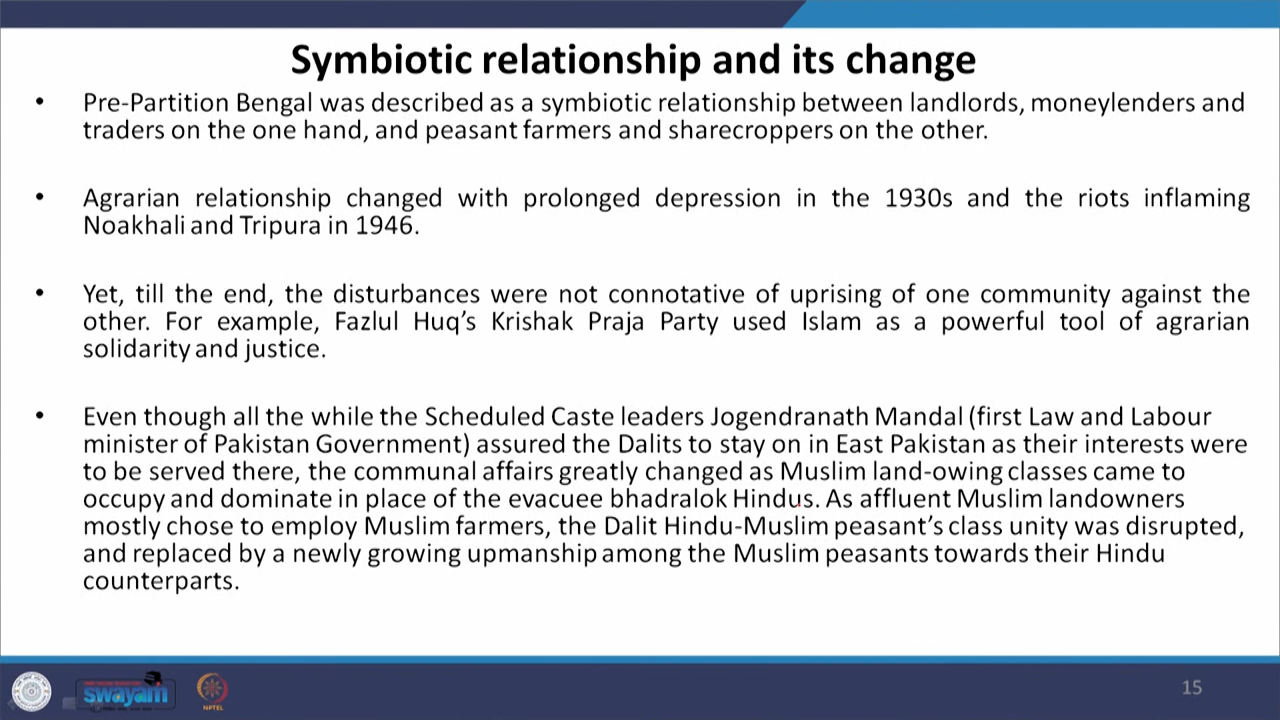 Symbiotic relationship and its change
• Pre-Partition Bengal was described as a symbiotic relationship between landlords, moneylenders and
traders on the one hand, and peasant farmers and sharecroppers on the other.
• Agrarian relationship changed with prolonged depression in the 1930s and the riots inflaming
Noakhali and Tripura in 1946.
• Yet, till the end, the disturbances were not connotative of uprising of one community against the
other. For example, Fazlul Huq's Krishak Praja Party used Islam as a powerful tool of agrarian
solidarity and justice.
• Even though all the while the Scheduled Caste leaders Jogendranath Mandal (first Law and Labour
minister of Pakistan Government) assured the Dalits to stay on in East Pakistan as their interests were
to be served there, the communal affairs greatly changed as Muslim land-owing classes came to
occupy and dominate in place of the evacuee bhadralok Hindus. As affluent Muslim landowners
mostly chose to employ Muslim farmers, the Dalit Hindu-Muslim peasant's class unity was disrupted,
and replaced by a newly growing upmanship among the Muslim peasants towards their Hindu
counterparts.
swayam
NPTEL
15